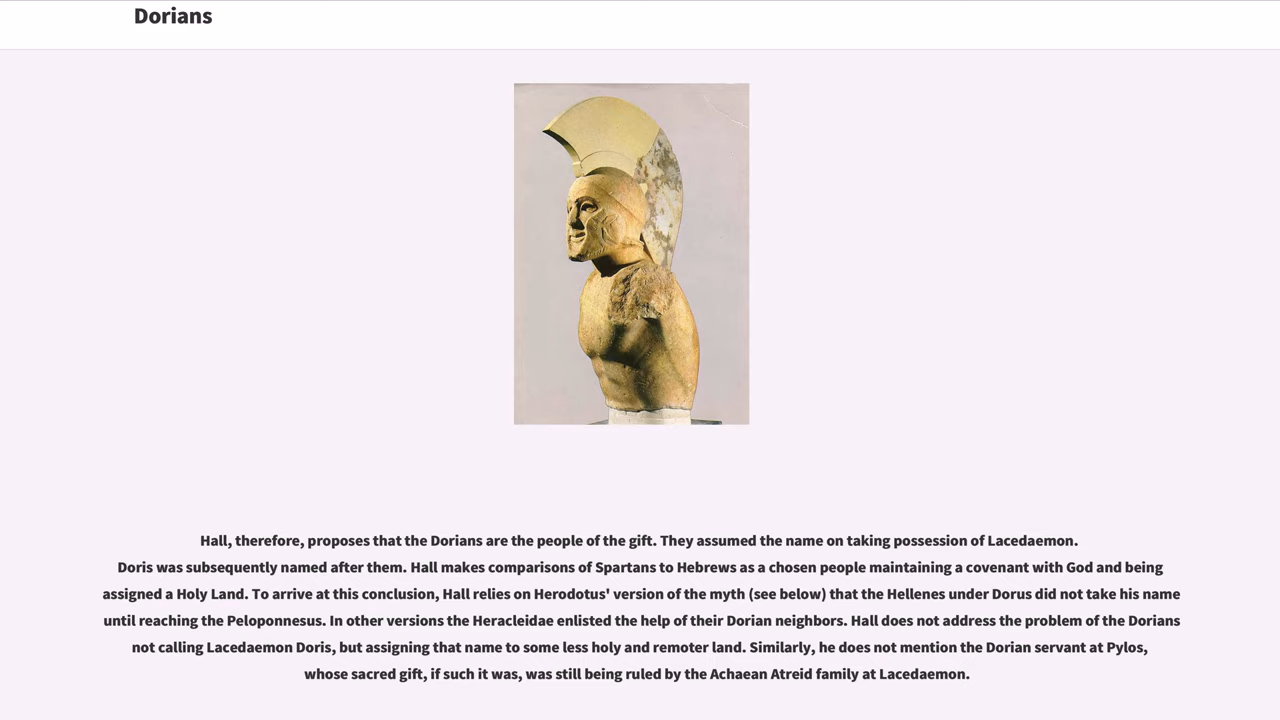 Dorians
Hall, therefore, proposes that the Dorians are the people of the gift. They assumed the name on taking possession of Lacedaemon.
Doris was subsequently named after them. Hall makes comparisons of Spartans to Hebrews as a chosen people maintaining a covenant with God and being
assigned a Holy Land. To arrive at this conclusion, Hall relies on Herodotus' version of the myth (see below) that the Hellenes under Dorus did not take his name
until reaching the Peloponnesus. In other versions the Heracleidae enlisted the help of their Dorian neighbors. Hall does not address the problem of the Dorians
not calling Lacedaemon Doris, but assigning that name to some less holy and remoter land. Similarly, he does not mention the Dorian servant at Pylos,
whose sacred gift, if such it was, was still being ruled by the Achaean Atreid family at Lacedaemon.